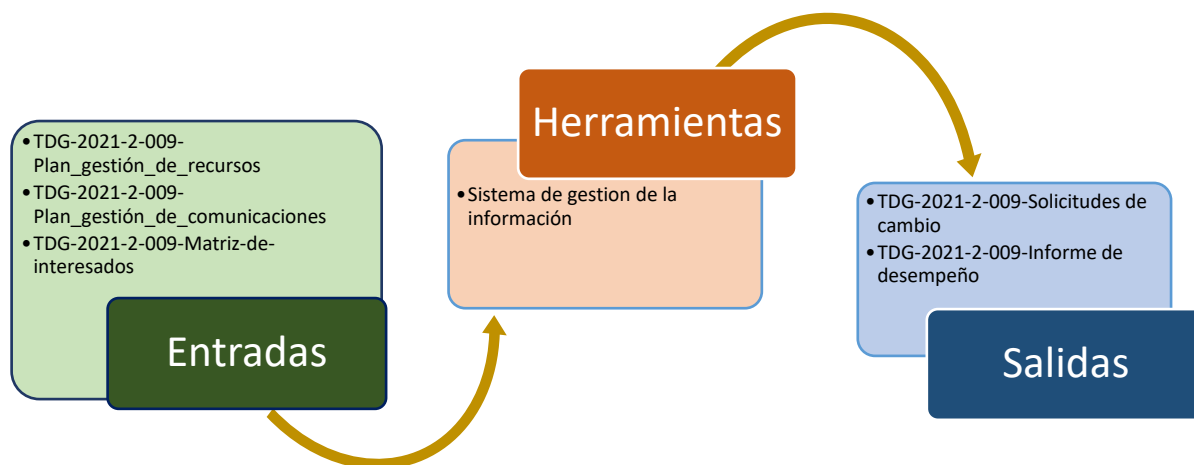 •TDG-2021-2-009-
Plan_gestión_de_recursos
•TDG-2021-2-009-
Plan_gestión_de_comunicaciones
•TDG-2021-2-009-Matriz-de-
interesados
Entradas
Herramientas
•Sistema de gestion de la
información
•TDG-2021-2-009-Solicitudes de
cambio
•TDG-2021-2-009-Informe de
desempeño
Salidas